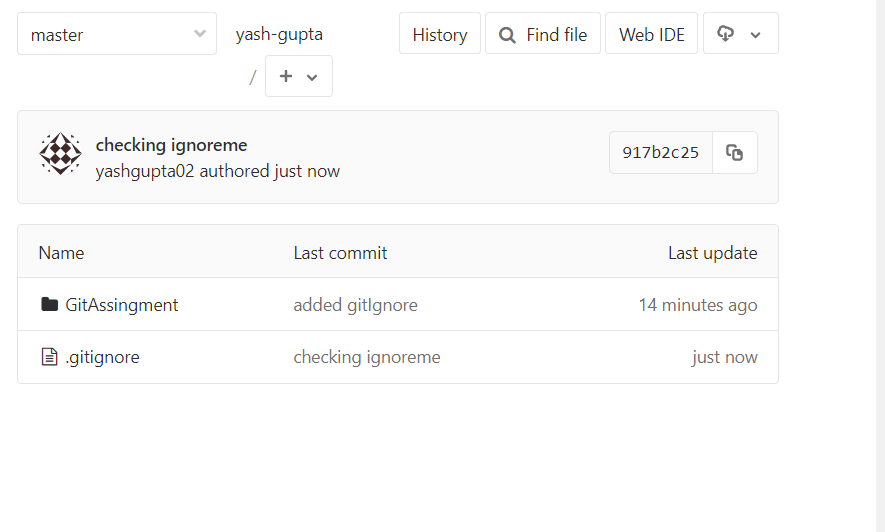 master
yash-gupta
History
Find file
Web IDE
/
+
checking ignoreme
yashgupta02 authored just now
917b2c25
Name Last commit Last update
GitAssingment added gitIgnore 14 minutes ago
.gitignore checking ignoreme just now